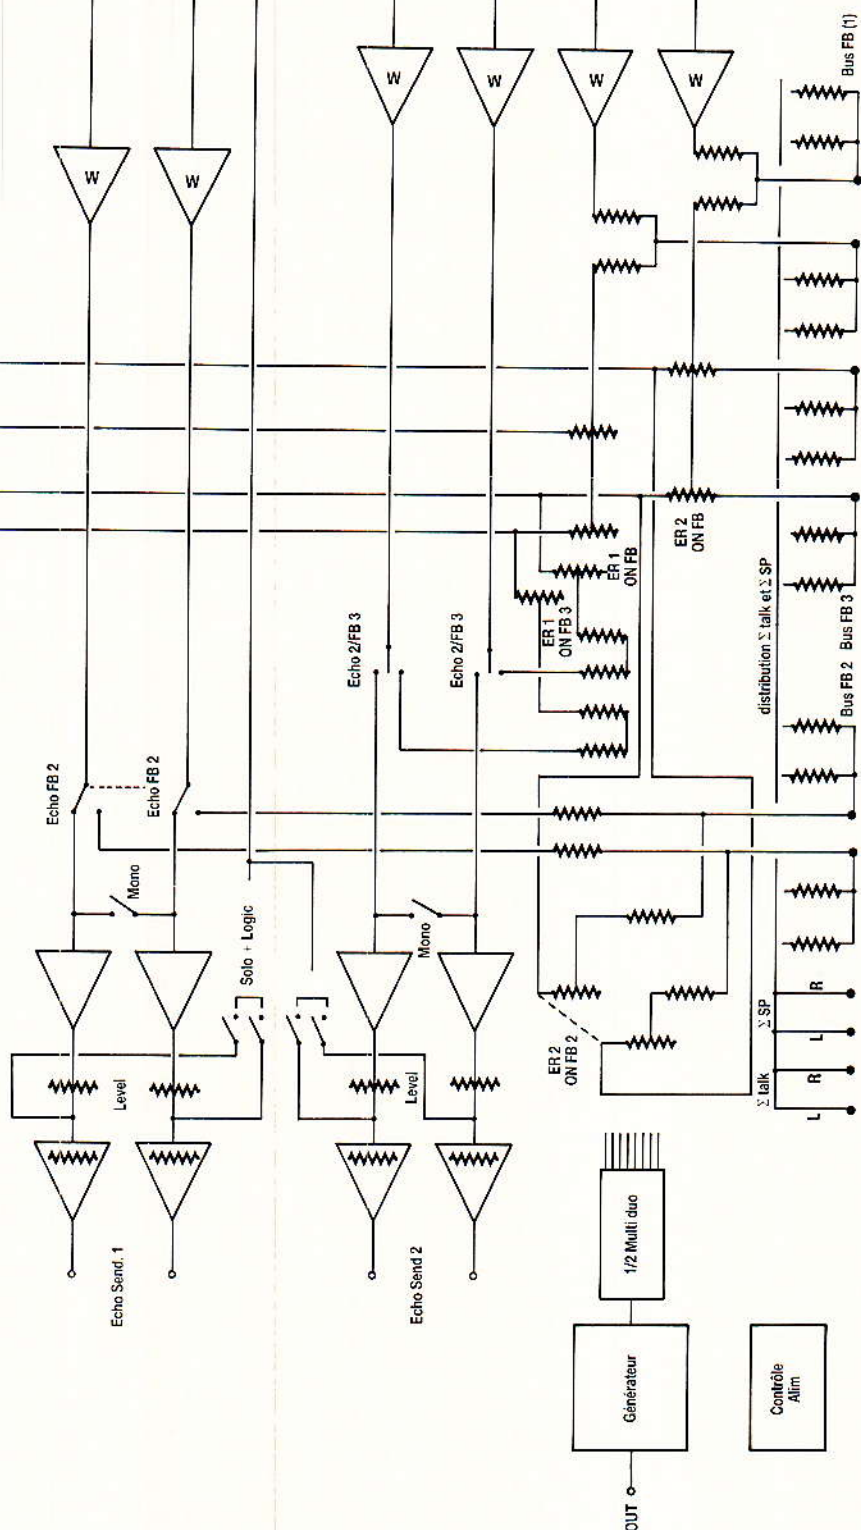 W
W
W
W
W
W
Bus FB (1)
ER 1
ON FB
ER 2
ON FB
ER 1
ON FB 3
distribution Σ talk et Σ SP
Echo 2/FB 3
Echo 2/FB 3
Bus FB 2
Bus FB 3
Echo FB 2
Echo FB 2
Mono
Mono
Solo + Logic
Level
Level
ER 2
ON FB 2
Σ talk
Σ SP
L
R
L
R
Echo Send. 1
Echo Send 2
1/2 Multi duo
Générateur
Contrôle
Alim
OUT